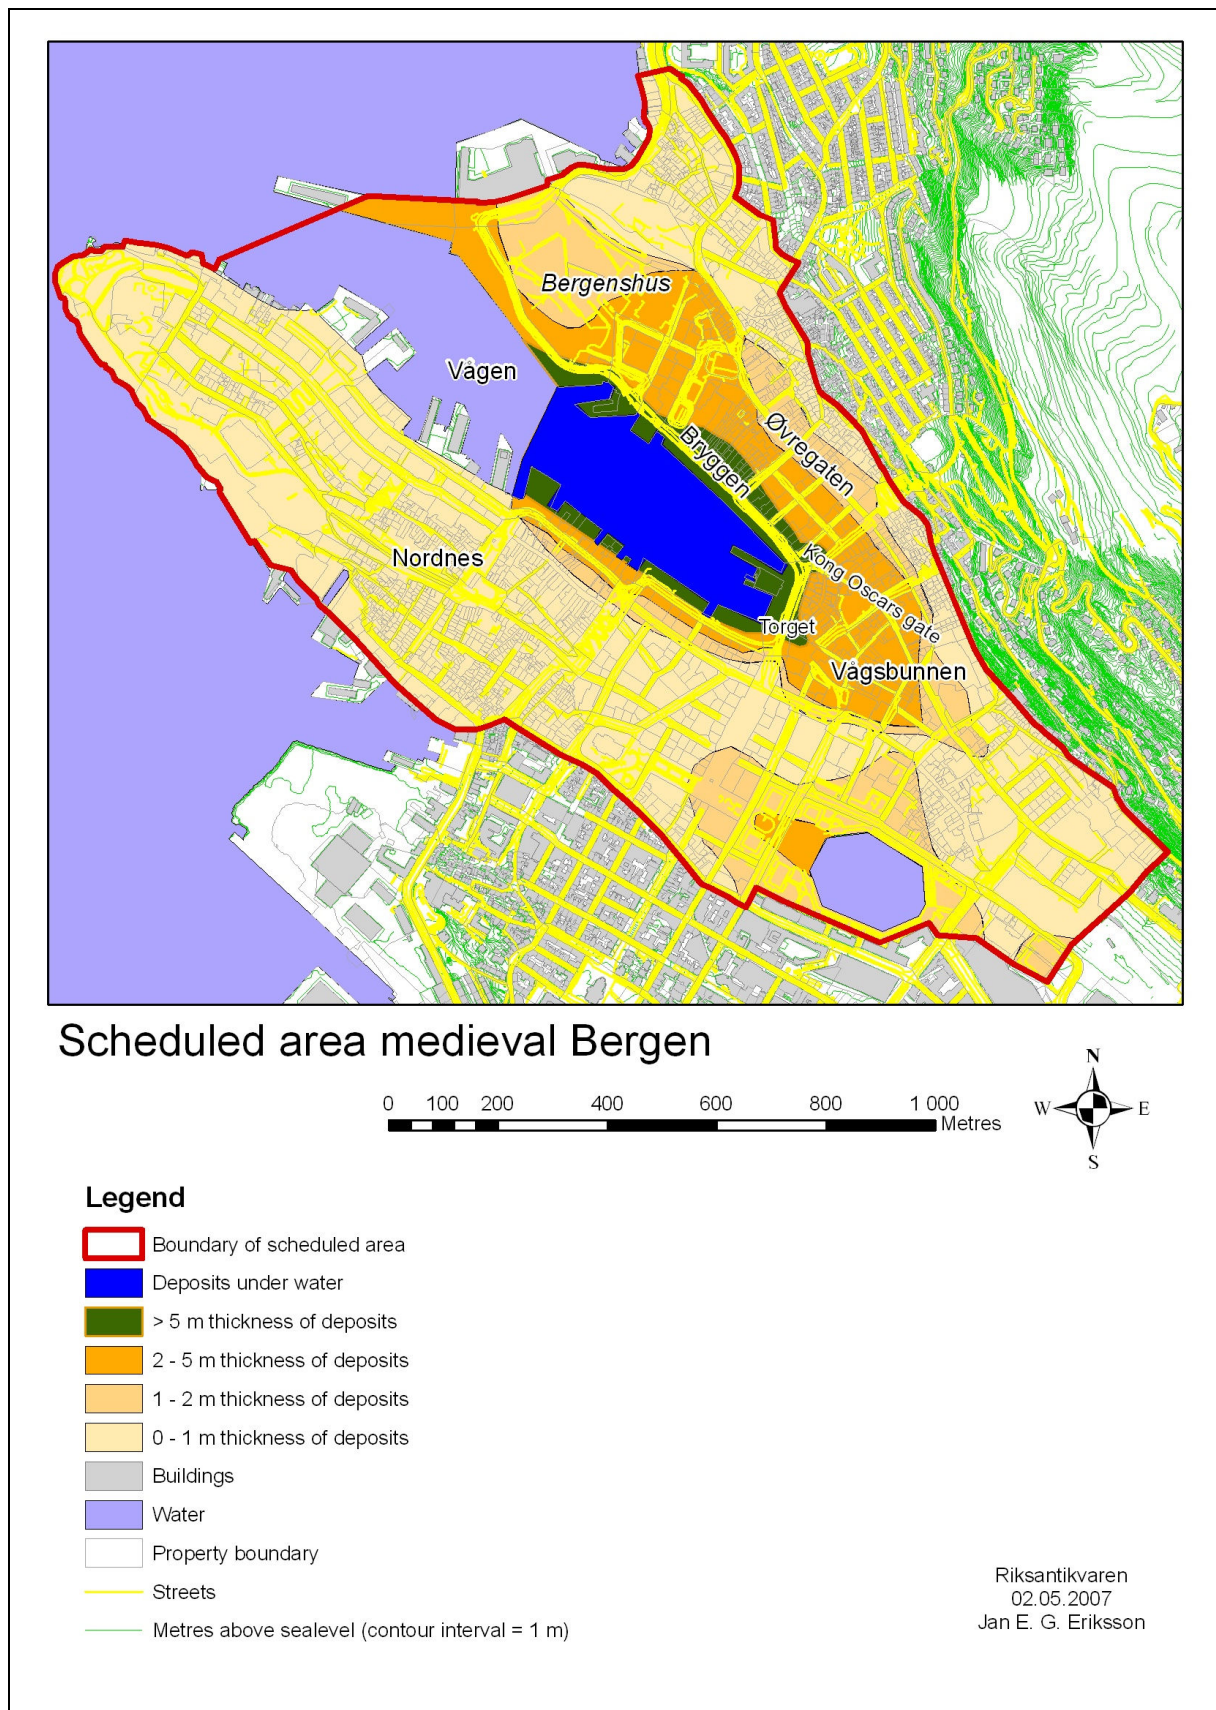 Bergenshus
Vågen
Øvregaten
Bryggen
Nordnes
Kong Oscars gate
Torget
Vågsbunnen
Scheduled area medieval Bergen
0 100 200 400 600 800 1 000
Metres
N
W E
S
Legend
Boundary of scheduled area
Deposits under water
> 5 m thickness of deposits
2 - 5 m thickness of deposits
1 - 2 m thickness of deposits
0 - 1 m thickness of deposits
Buildings
Water
Property boundary
Streets
Metres above sealevel (contour interval = 1 m)
Riksantikvaren
02.05.2007
Jan E. G. Eriksson